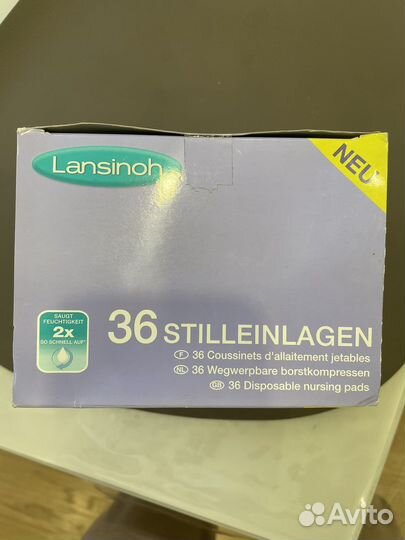 Lansinoh
NEU
SAUGT
FEUCHTIGKEIT
2x
SO SCHNELL AUF*
36 STILLEINLAGEN
F 36 Coussinets d'allaitement jetables
NL 36 Wegwerpbare borstkompressen
GB 36 Disposable nursing pads
Avito